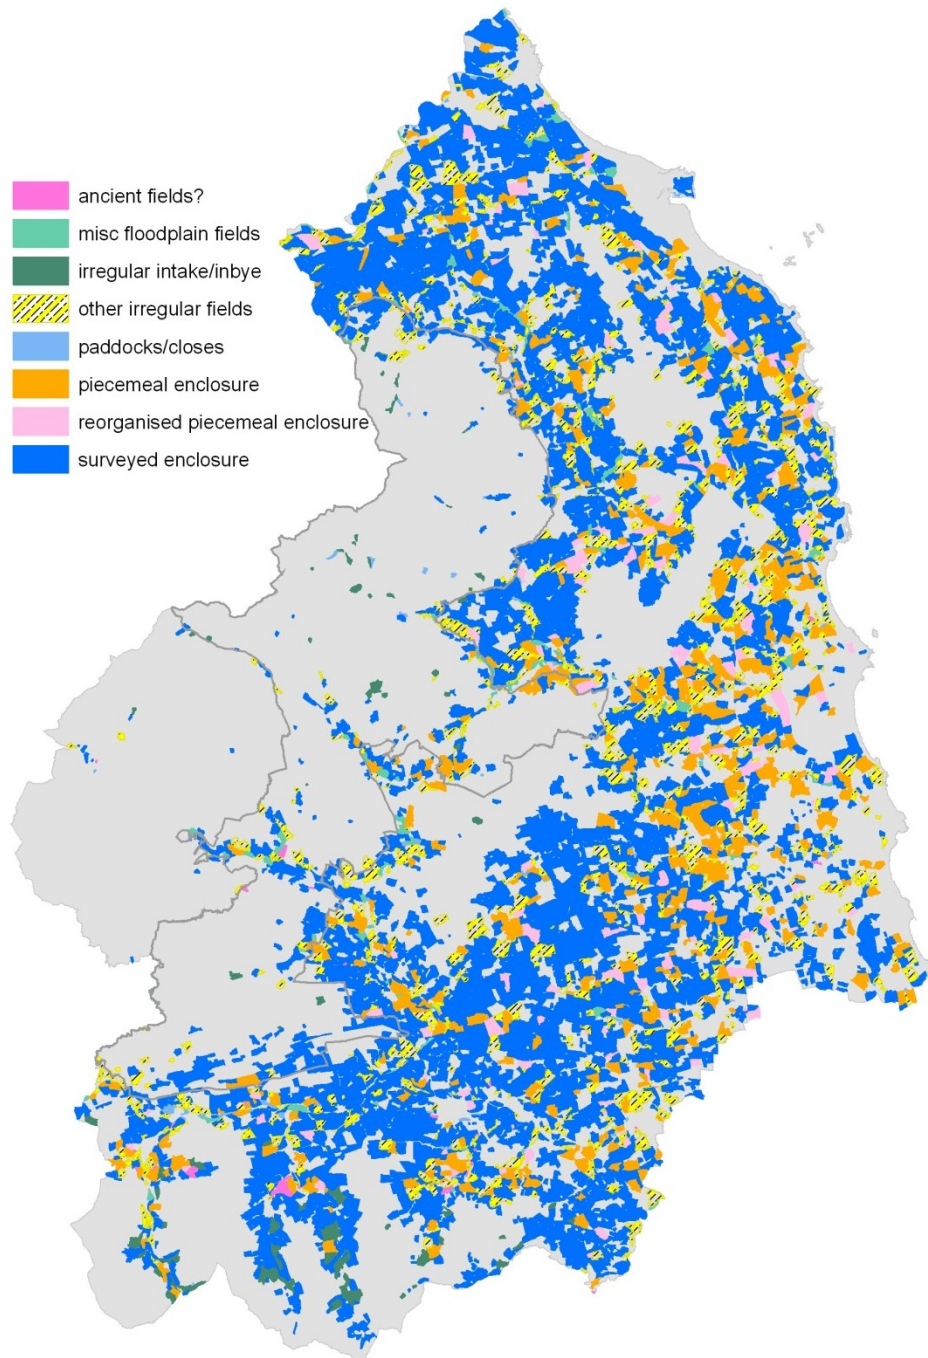 ancient fields?
misc floodplain fields
irregular intake/inbye
other irregular fields
paddocks/closes
piecemeal enclosure
reorganised piecemeal enclosure
surveyed enclosure